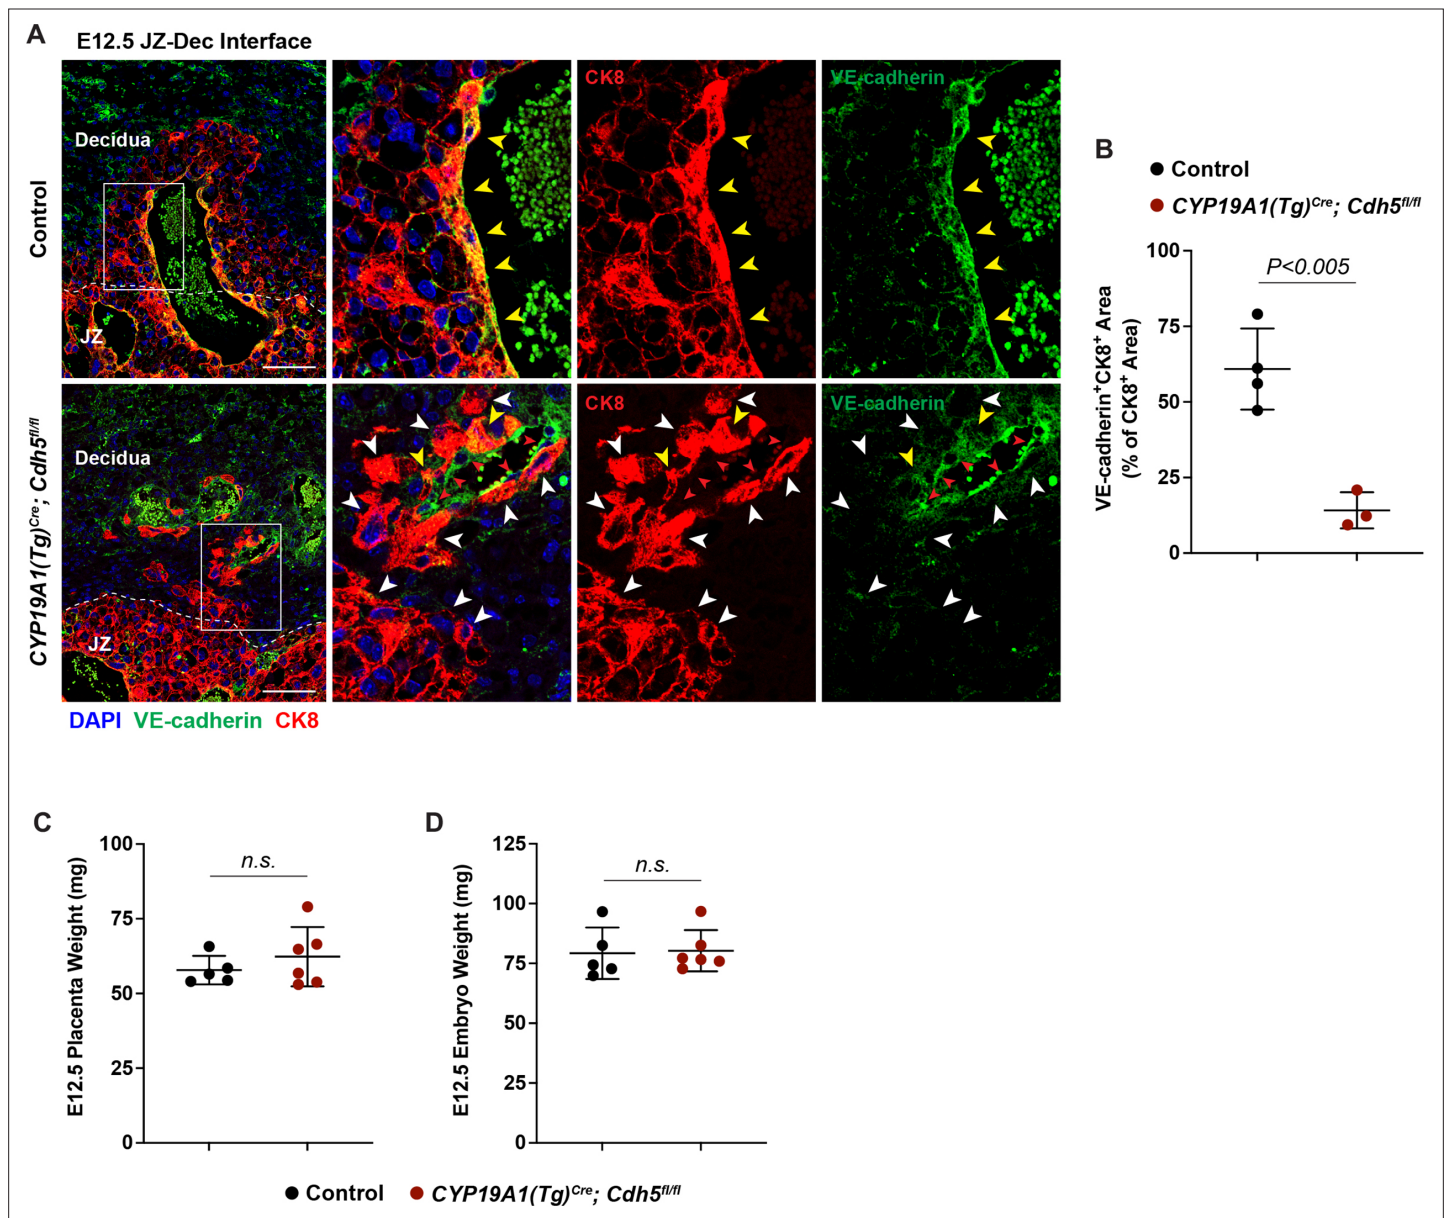 A
E12.5 JZ-Dec Interface
Control
Decidua
JZ
CK8
VE-cadherin
CYP19A1(Tg)Cre; Cdh5fl/fl
Decidua
JZ
CK8
VE-cadherin
DAPI VE-cadherin CK8
B
Control
CYP19A1(Tg)Cre; Cdh5fl/fl
VE-cadherin+CK8+ Area
(% of CK8+ Area)
100
75
50
25
0
P<0.005
C
E12.5 Placenta Weight (mg)
100
75
50
25
0
n.s.
D
E12.5 Embryo Weight (mg)
125
100
75
50
25
0
n.s.
Control CYP19A1(Tg)Cre; Cdh5fl/fl